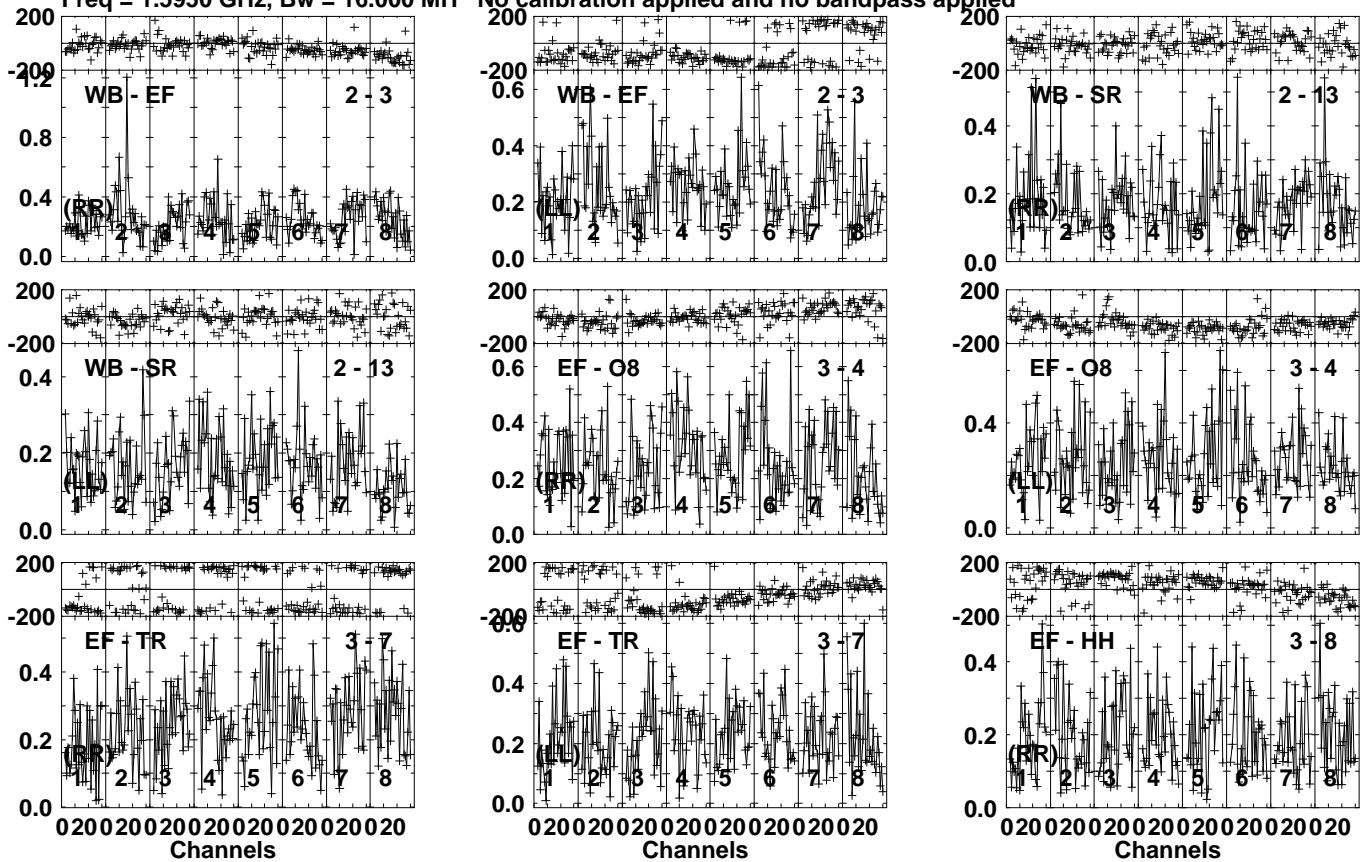 Freq = 1.5950 GHz, Bw = 16.000 MH No calibration applied and no bandpass applied
200 200 200
-200 -200 -200
1.2 0.6 0.4 0.2 0.0
0.8 0.4 0.2 0.0
0.4 0.0
WB - EF 2 - 3 WB - EF 2 - 3 WB - SR 2 - 13
(RR) (LL) (RR)
1 2 3 4 5 6 7 8 1 2 3 4 5 6 7 8 1 2 3 4 5 6 7 8
200 200 200
-200 -200 -200
WB - SR 2 - 13 EF - O8 3 - 4 EF - O8 3 - 4
0.4 0.6 0.4
0.2 0.4 0.0
0.0 0.2
0.0
(LL) (RR) (LL)
1 2 3 4 5 6 7 8 1 2 3 4 5 6 7 8 1 2 3 4 5 6 7 8
200 200 200
-200 -200 -200
EF - TR 3 - 7 EF - TR 3 - 7 EF - HH 3 - 8
0.4 0.6 0.4
0.2 0.4 0.2
0.0 0.2 0.0
0.0
(RR) (LL) (RR)
1 2 3 4 5 6 7 8 1 2 3 4 5 6 7 8 1 2 3 4 5 6 7 8
0 20 0 20 0 20 0 20 0 20 0 20 0 20 0 20 0 20 0 20 0 20 0 20 0 20 0 20 0 20 0 20 0 20 0 20 0 20 0 20 0 20 0 20 0 20 0 20
Channels Channels